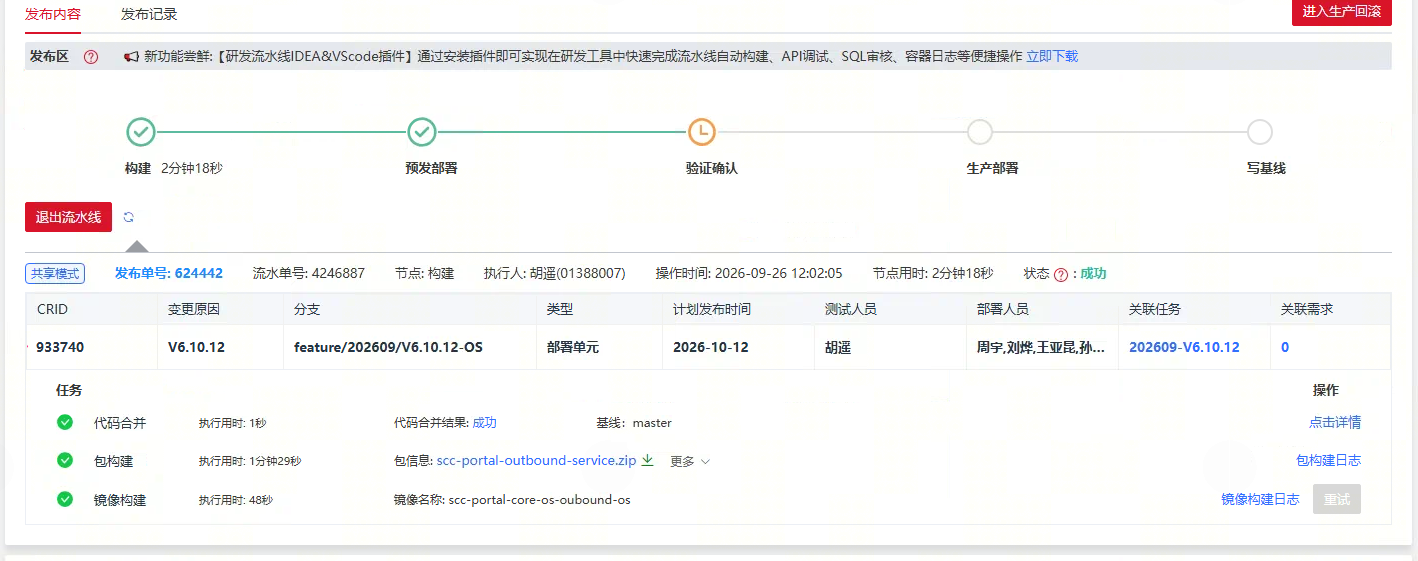 发布内容 发布记录 进入生产回滚
发布区 ? 新功能尝鲜:【研发流水线IDEA&VScode插件】通过安装插件即可实现在研发工具中快速完成流水线自动构建、API调试、SQL审核、容器日志等便捷操作 立即下载
构建 2分钟18秒 预发部署 验证确认 生产部署 写基线
退出流水线
共享模式 发布单号: 624442 流水单号: 4246887 节点: 构建 执行人: 胡遥(01388007) 操作时间: 2026-09-26 12:02:05 节点用时: 2分钟18秒 状态 ? : 成功
CRID 变更原因 分支 类型 计划发布时间 测试人员 部署人员 关联任务 关联需求
933740 V6.10.12 feature/202609/V6.10.12-OS 部署单元 2026-10-12 胡遥 周宇,刘烨,王亚昆,孙... 202609-V6.10.12 0
任务 操作
代码合并 执行用时: 1秒 代码合并结果: 成功 基线：master 点击详情
包构建 执行用时: 1分钟29秒 包信息: scc-portal-outbound-service.zip 更多 包构建日志
镜像构建 执行用时: 48秒 镜像名称: scc-portal-core-os-oubound-os 镜像构建日志 重试